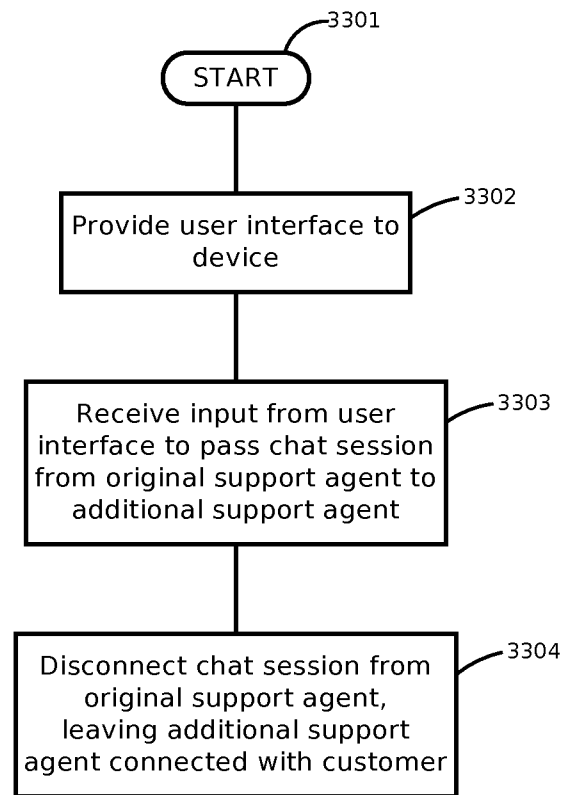 3301
START
3302
Provide user interface to
device
3303
Receive input from user
interface to pass chat session
from original support agent to
additional support agent
3304
Disconnect chat session from
original support agent,
leaving additional support
agent connected with customer